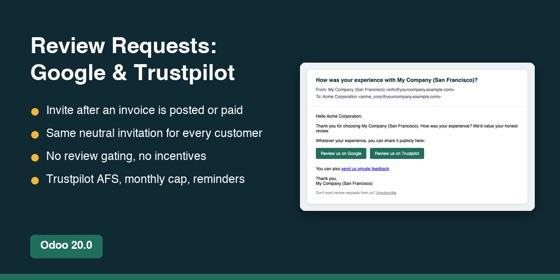 Review Requests:
Google & Trustpilot
Invite after an invoice is posted or paid
Same neutral invitation for every customer
No review gating, no incentives
Trustpilot AFS, monthly cap, reminders
Odoo 20.0
How was your experience with My Company (San Francisco)?
From: My Company (San Francisco) <info@yourcompany.example.com>
To: Acme Corporation <acme_corp@yourcompany.example.com>
Hello Acme Corporation,
Thank you for choosing My Company (San Francisco). How was your experience? We'd value your honest
review.
Whatever your experience, you can share it publicly here:
Review us on Google Review us on Trustpilot
You can also send us private feedback.
Thank you,
My Company (San Francisco)
Don't want review requests from us? Unsubscribe